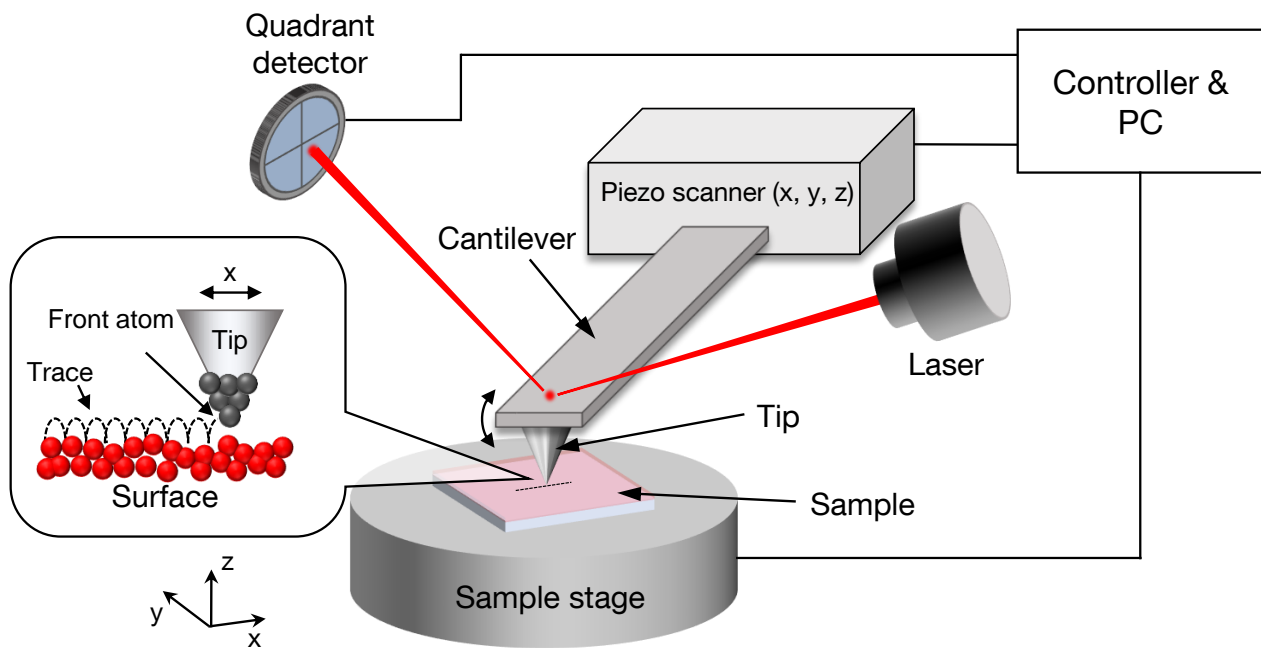 Quadrant
detector
Controller &
PC
Piezo scanner (x, y, z)
Cantilever
x
Front atom
Tip
Laser
Trace
Tip
Surface
Sample
z
Sample stage
y
x